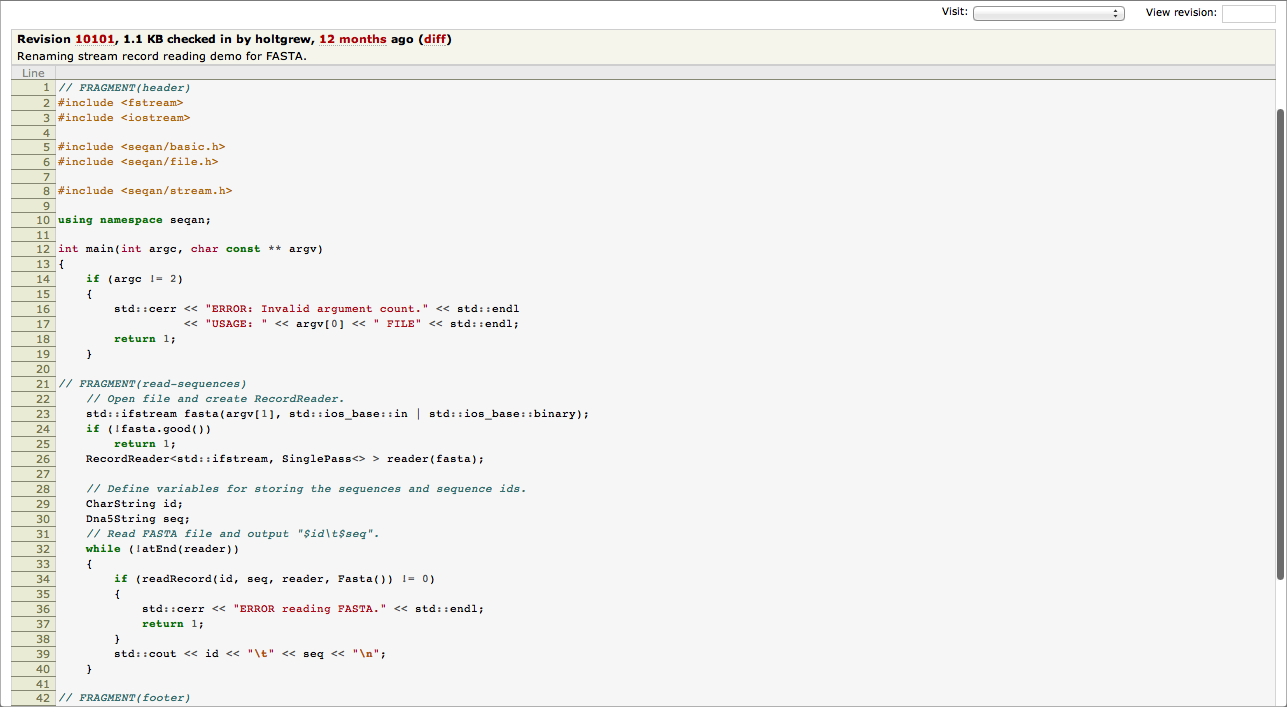 Visit: View revision:
Revision 10101, 1.1 KB checked in by holtgrew, 12 months ago (diff)
Renaming stream record reading demo for FASTA.
Line
1 // FRAGMENT(header)
2 #include <fstream>
3 #include <iostream>
4
5 #include <seqan/basic.h>
6 #include <seqan/file.h>
7
8 #include <seqan/stream.h>
9
10 using namespace seqan;
11
12 int main(int argc, char const ** argv)
13 {
14     if (argc != 2)
15     {
16         std::cerr << "ERROR: Invalid argument count." << std::endl
17                   << "USAGE: " << argv[0] << " FILE" << std::endl;
18         return 1;
19     }
20
21 // FRAGMENT(read-sequences)
22     // Open file and create RecordReader.
23     std::ifstream fasta(argv[1], std::ios_base::in | std::ios_base::binary);
24     if (!fasta.good())
25         return 1;
26     RecordReader<std::ifstream, SinglePass<> > reader(fasta);
27
28     // Define variables for storing the sequences and sequence ids.
29     CharString id;
30     Dna5String seq;
31     // Read FASTA file and output "$id\t$seq".
32     while (!atEnd(reader))
33     {
34         if (readRecord(id, seq, reader, Fasta()) != 0)
35         {
36             std::cerr << "ERROR reading FASTA." << std::endl;
37             return 1;
38         }
39         std::cout << id << "\t" << seq << "\n";
40     }
41
42 // FRAGMENT(footer)